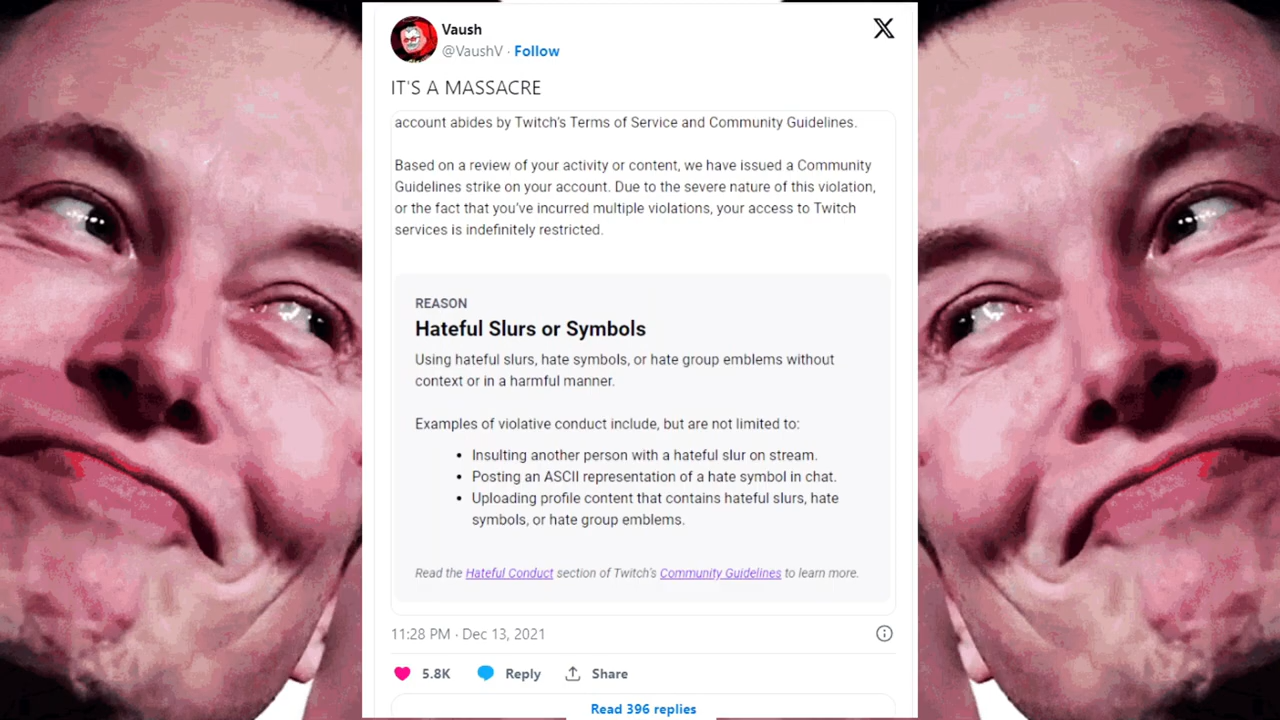 Vaush
@VaushV · Follow
IT'S A MASSACRE
account abides by Twitch's Terms of Service and Community Guidelines.
Based on a review of your activity or content, we have issued a Community
Guidelines strike on your account. Due to the severe nature of this violation,
or the fact that you've incurred multiple violations, your access to Twitch
services is indefinitely restricted.
REASON
Hateful Slurs or Symbols
Using hateful slurs, hate symbols, or hate group emblems without
context or in a harmful manner.
Examples of violative conduct include, but are not limited to:
• Insulting another person with a hateful slur on stream.
• Posting an ASCII representation of a hate symbol in chat.
• Uploading profile content that contains hateful slurs, hate
symbols, or hate group emblems.
Read the Hateful Conduct section of Twitch's Community Guidelines to learn more.
11:28 PM · Dec 13, 2021
5.8K Reply Share
Read 396 replies